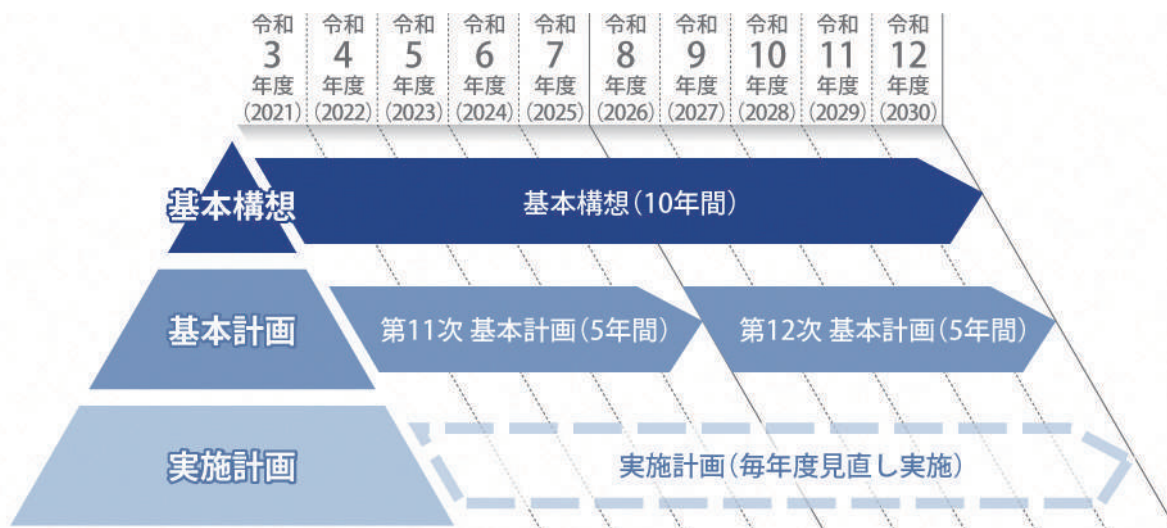 令和 令和 令和 令和 令和 令和 令和 令和 令和 令和
3 4 5 6 7 8 9 10 11 12
年度 年度 年度 年度 年度 年度 年度 年度 年度 年度
(2021) (2022) (2023) (2024) (2025) (2026) (2027) (2028) (2029) (2030)
基本構想 基本構想(10年間)
基本計画 第11次 基本計画(5年間) 第12次 基本計画(5年間)
実施計画 実施計画(毎年度見直し実施)